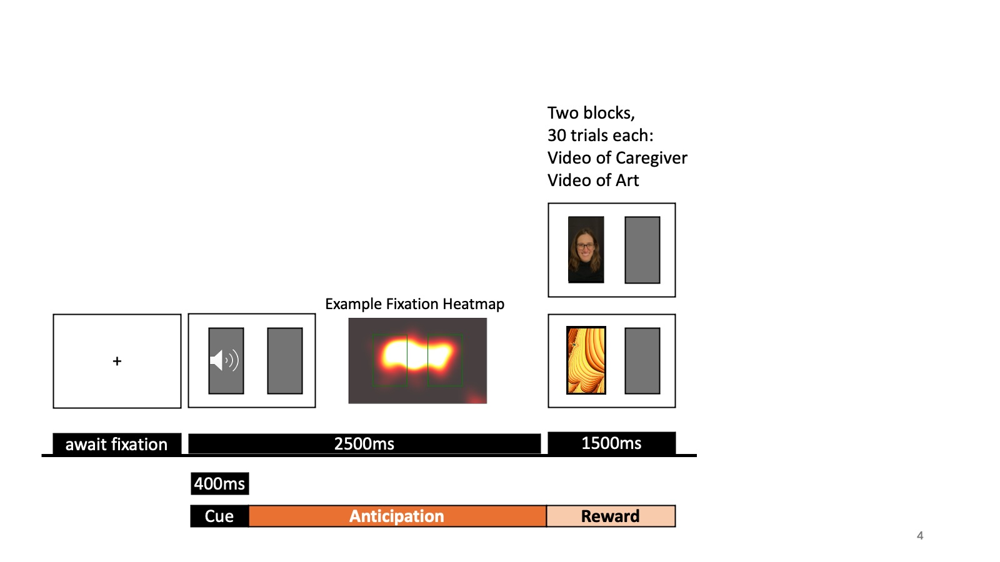 Two blocks,
30 trials each:
Video of Caregiver
Video of Art
Example Fixation Heatmap
+
await fixation
2500ms
1500ms
400ms
Cue
Anticipation
Reward
4